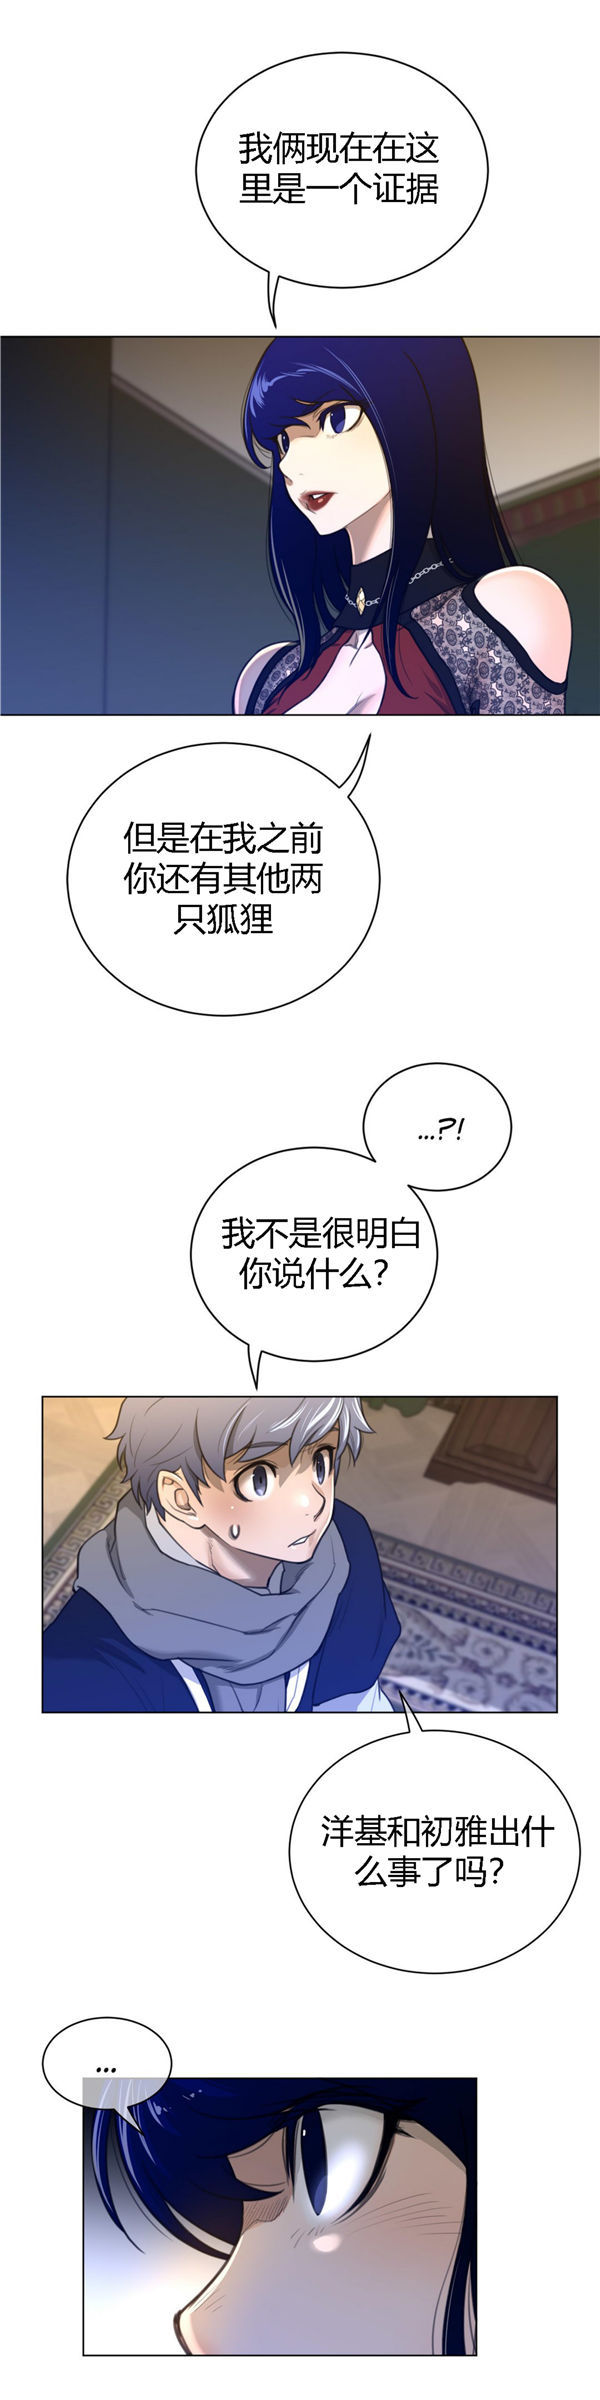 我俩现在在这
里是一个证据
但是在我之前
你还有其他两
只狐狸
...?!
我不是很明白
你说什么？
洋基和初雅出什
么事了吗？
...